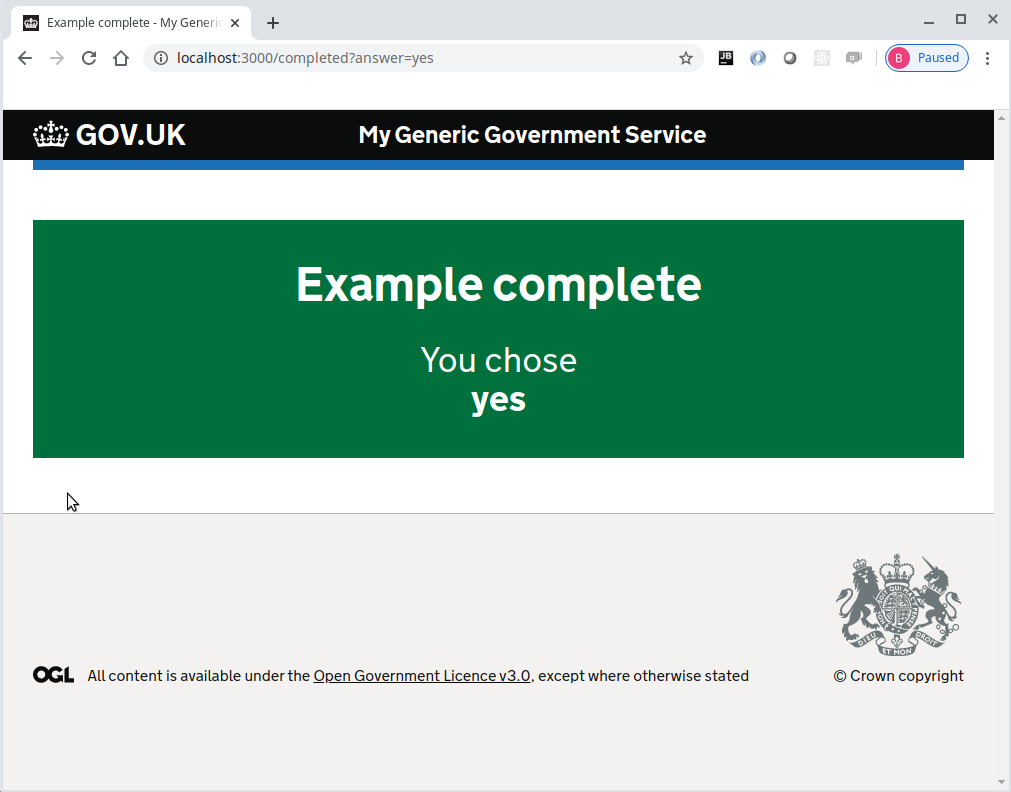 Example complete - My Generic
localhost:3000/completed?answer=yes
JB
B Paused
GOV.UK
My Generic Government Service
Example complete
You chose
yes
DIEU ET MON DROIT
OGL All content is available under the Open Government Licence v3.0, except where otherwise stated
© Crown copyright